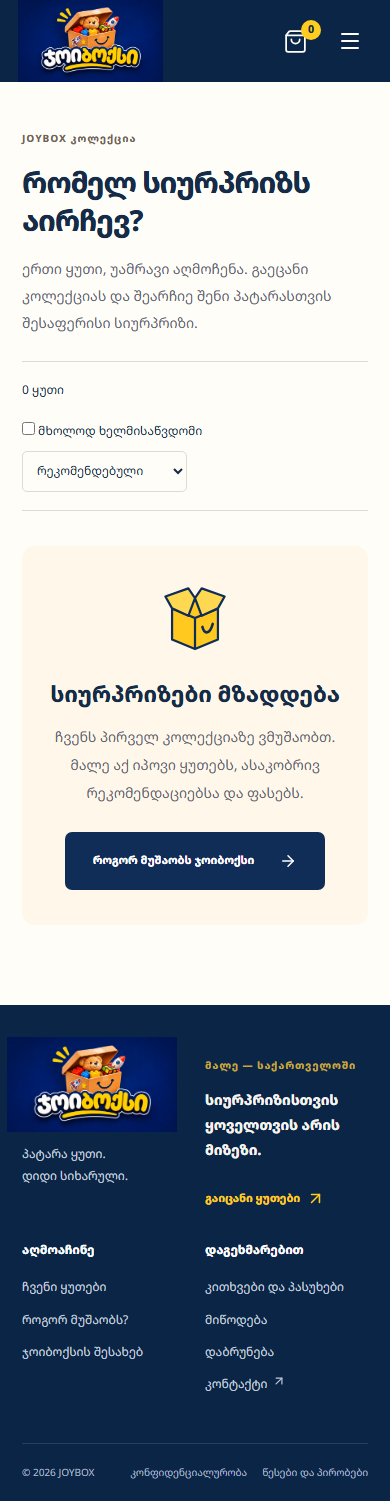 ჯოიბოქსი
0
JOYBOX კოლექცია
რომელ სიურპრიზს
აირჩევ?
ერთი ყუთი, უამრავი აღმოჩენა. გაეცანი
კოლექციას და შეარჩიე შენი პატარასთვის
შესაფერისი სიურპრიზი.
0 ყუთი
მხოლოდ ხელმისაწვდომი
რეკომენდებული
სიურპრიზები მზადდება
ჩვენს პირველ კოლექციაზე ვმუშაობთ.
მალე აქ იპოვი ყუთებს, ასაკობრივ
რეკომენდაციებსა და ფასებს.
როგორ მუშაობს ჯოიბოქსი
ჯოიბოქსი
პატარა ყუთი.
დიდი სიხარული.
მალე — საქართველოში
სიურპრიზისთვის
ყოველთვის არის
მიზეზი.
გაიცანი ყუთები
აღმოაჩინე
ჩვენი ყუთები
როგორ მუშაობს?
ჯოიბოქსის შესახებ
დაგეხმარებით
კითხვები და პასუხები
მიწოდება
დაბრუნება
კონტაქტი
© 2026 JOYBOX
კონფიდენციალურობა
წესები და პირობები